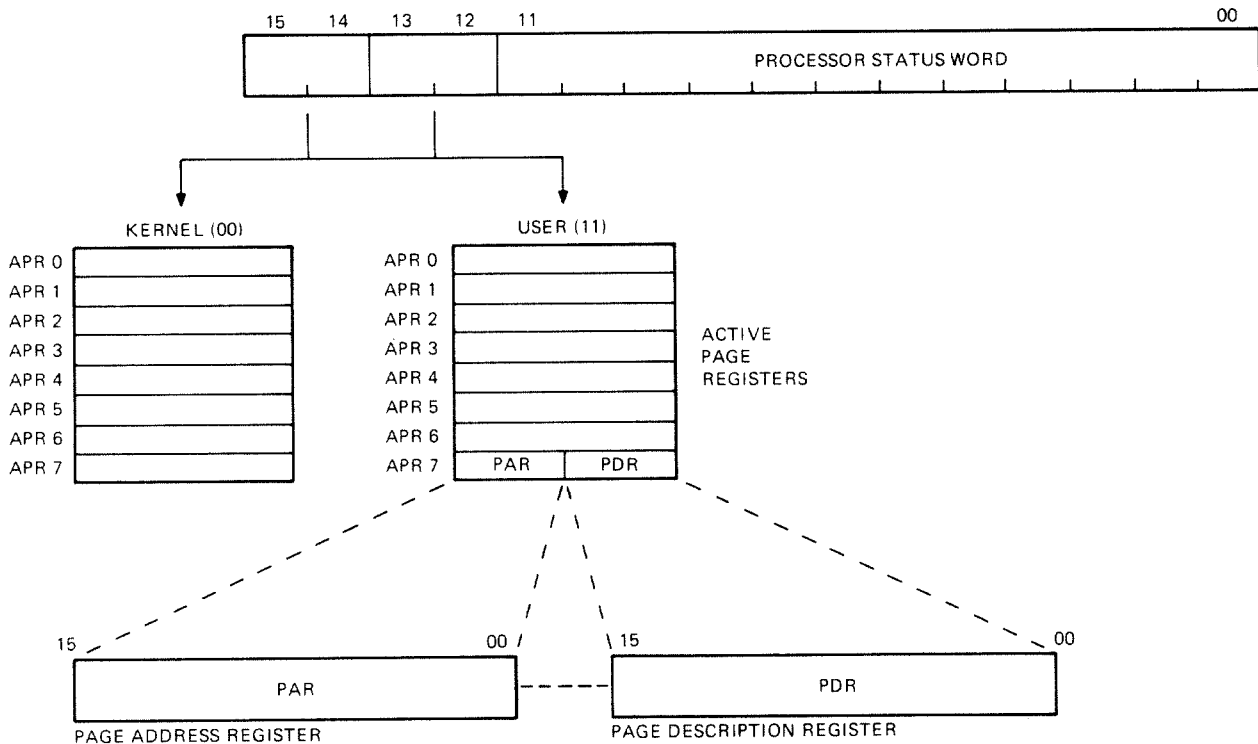 15 14 13 12 11 00
PROCESSOR STATUS WORD
KERNEL (00)
APR 0
APR 1
APR 2
APR 3
APR 4
APR 5
APR 6
APR 7
USER (11)
APR 0
APR 1
APR 2
APR 3
APR 4
APR 5
APR 6
APR 7
PAR PDR
ACTIVE
PAGE
REGISTERS
15 00
PAR
PAGE ADDRESS REGISTER
15 00
PDR
PAGE DESCRIPTION REGISTER